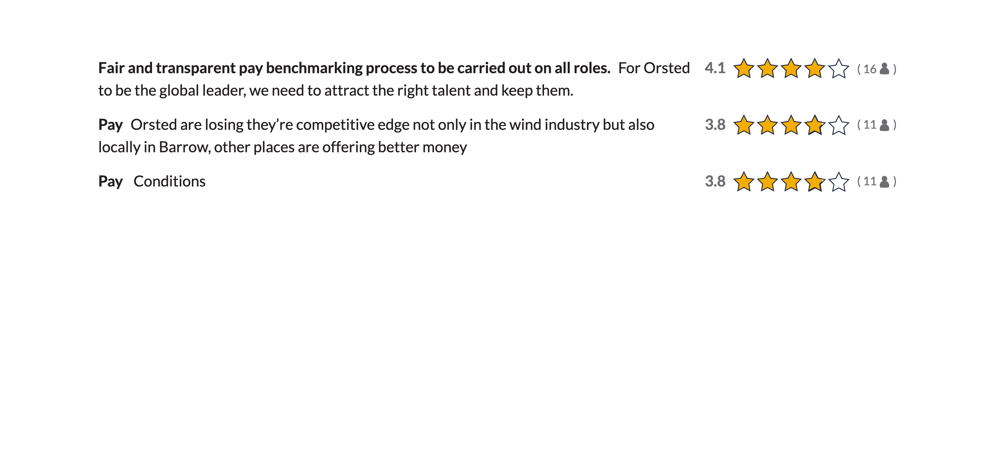 Fair and transparent pay benchmarking process to be carried out on all roles. For Orsted 4.1 ( 16 )
to be the global leader, we need to attract the right talent and keep them.
Pay Orsted are losing they’re competitive edge not only in the wind industry but also 3.8 ( 11 )
locally in Barrow, other places are offering better money
Pay Conditions 3.8 ( 11 )